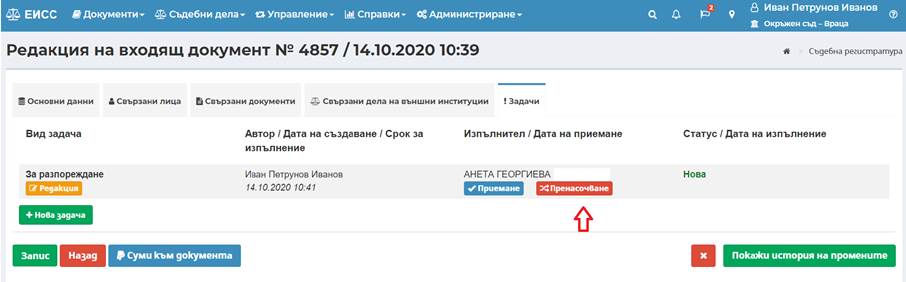 ЕИСС Документи Съдебни дела Управление Справки Администриране 2 Иван Петрунов Иванов
Окръжен съд – Враца
Редакция на входящ документ № 4857 / 14.10.2020 10:39 Съдебна регистратура
Основни данни Свързани лица Свързани документи Свързани дела на външни институции ! Задачи
Вид задача Автор / Дата на създаване / Срок за Изпълнител / Дата на приемане Статус / Дата на изпълнение
изпълнение
За разпореждане Иван Петрунов Иванов АНЕТА ГЕОРГИЕВА Нова
Редакция 14.10.2020 10:41 Приемане Пренасочване
+ Нова задача
Запис Назад Суми към документа × Покажи история на промените